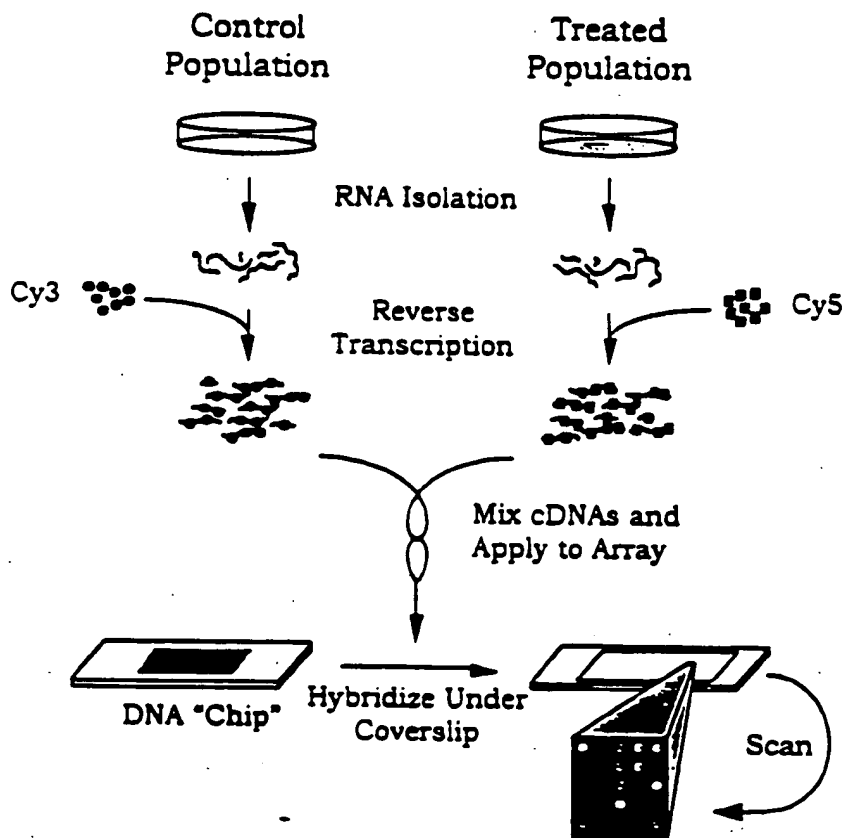 Control
Population
Treated
Population
RNA Isolation
Cy3
Reverse
Transcription
Cy5
Mix cDNAs and
Apply to Array
DNA "Chip"
Hybridize Under
Coverslip
Scan